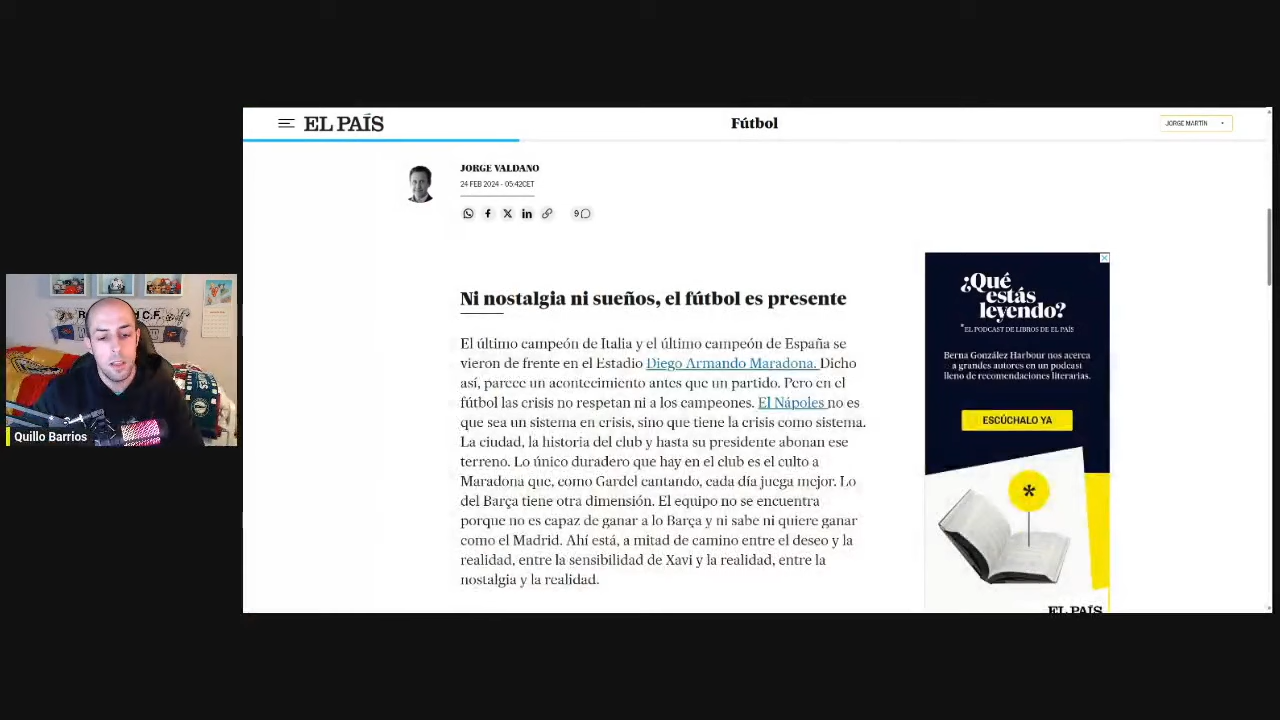 EL PAÍS
Fútbol
JORGE MARTÍN
JORGE VALDANO
24 FEB 2024 - 05:42CET
9
Ni nostalgia ni sueños, el fútbol es presente
El último campeón de Italia y el último campeón de España se
vieron de frente en el Estadio Diego Armando Maradona. Dicho
así, parece un acontecimiento antes que un partido. Pero en el
fútbol las crisis no respetan ni a los campeones. El Nápoles no es
que sea un sistema en crisis, sino que tiene la crisis como sistema.
La ciudad, la historia del club y hasta su presidente abonan ese
terreno. Lo único duradero que hay en el club es el culto a
Maradona que, como Gardel cantando, cada día juega mejor. Lo
del Barça tiene otra dimensión. El equipo no se encuentra
porque no es capaz de ganar a lo Barça y ni sabe ni quiere ganar
como el Madrid. Ahí está, a mitad de camino entre el deseo y la
realidad, entre la sensibilidad de Xavi y la realidad, entre la
nostalgia y la realidad.
¿Qué
estás
leyendo?
*EL PODCAST DE LIBROS DE EL PAÍS
Berna González Harbour nos acerca
a grandes autores en un podcast
lleno de recomendaciones literarias.
ESCÚCHALO YA
*
EL PAÍS
Quillo Barrios